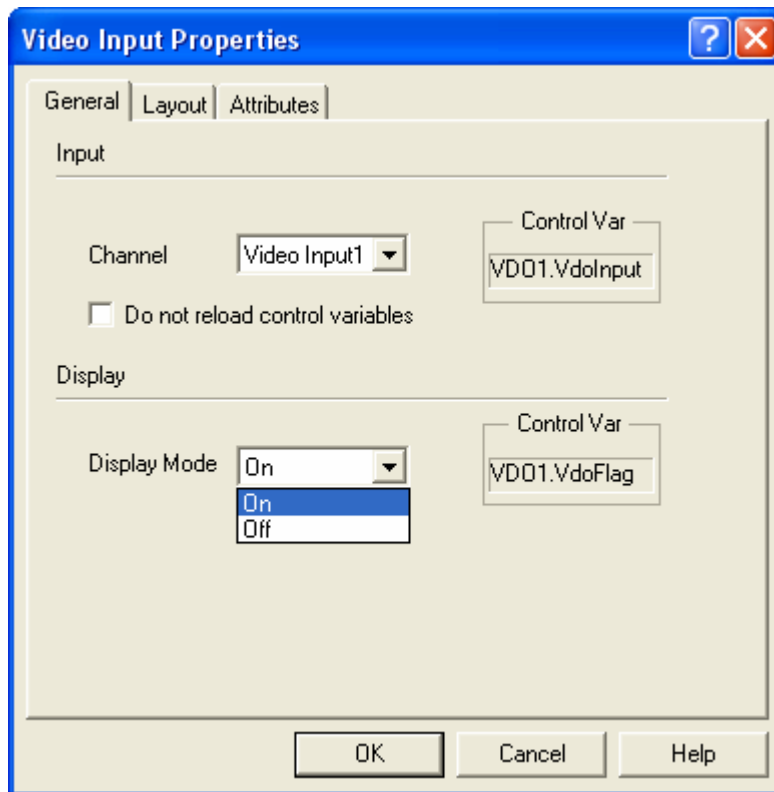 Video Input Properties
General Layout Attributes
Input
Control Var
Channel Video Input1 VDO1.VdoInput
Do not reload control variables
Display
Control Var
Display Mode On VDO1.VdoFlag
On
Off
OK Cancel Help